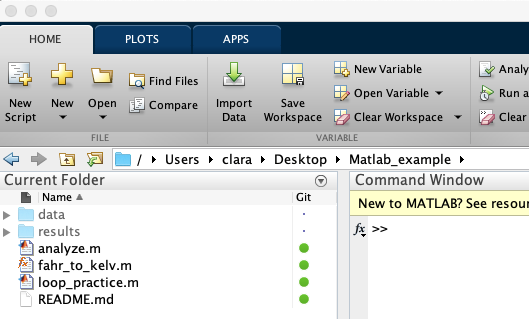 HOME PLOTS APPS
New Script
New
Open
Find Files
Compare
FILE
Import Data
Save Workspace
New Variable
Open Variable
Clear Workspace
VARIABLE
Analy
Run a
Clear
/ Users clara Desktop Matlab_example
Current Folder
Name Git
data
results
analyze.m
fahr_to_kelv.m
loop_practice.m
README.md
Command Window
New to MATLAB? See resour
fx >>